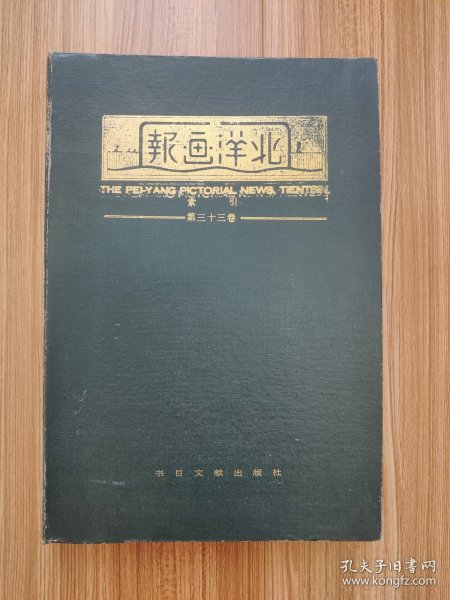 北洋画報
THE PEI-YANG PICTORIAL NEWS, TIENTSIN.
索引
第三十三卷
书目文献出版社
孔夫子旧书网
www.kongfz.com